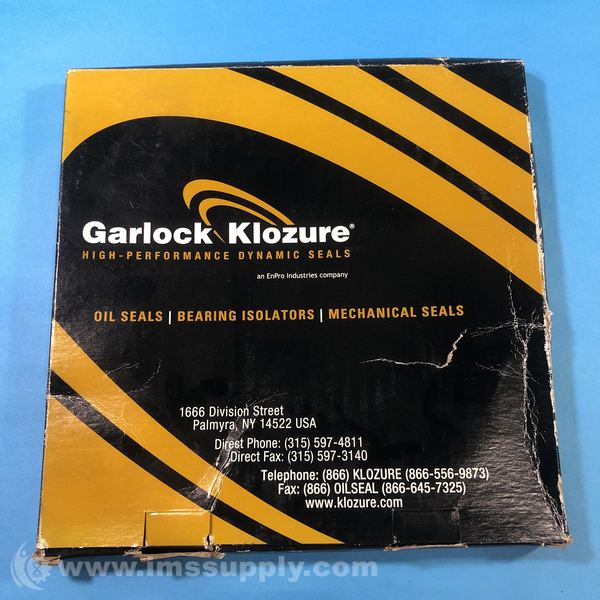 Garlock Klozure®
HIGH-PERFORMANCE DYNAMIC SEALS
an EnPro Industries company
OIL SEALS | BEARING ISOLATORS | MECHANICAL SEALS
1666 Division Street
Palmyra, NY 14522 USA
Direct Phone: (315) 597-4811
Direct Fax: (315) 597-3140
Telephone: (866) KLOZURE (866-556-9873)
Fax: (866) OILSEAL (866-645-7325)
www.klozure.com
www.imssupply.com